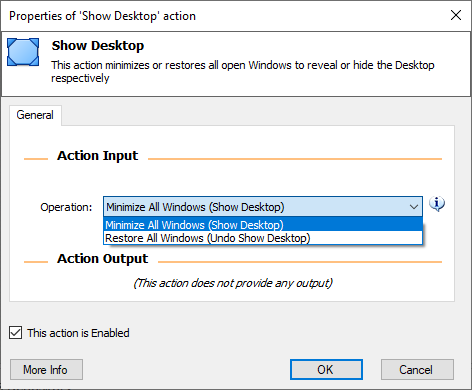 Properties of 'Show Desktop' action
Show Desktop
This action minimizes or restores all open Windows to reveal or hide the Desktop
respectively
General
Action Input
Operation: Minimize All Windows (Show Desktop)
Minimize All Windows (Show Desktop)
Restore All Windows (Undo Show Desktop)
Action Output
(This action does not provide any output)
This action is Enabled
More Info OK Cancel